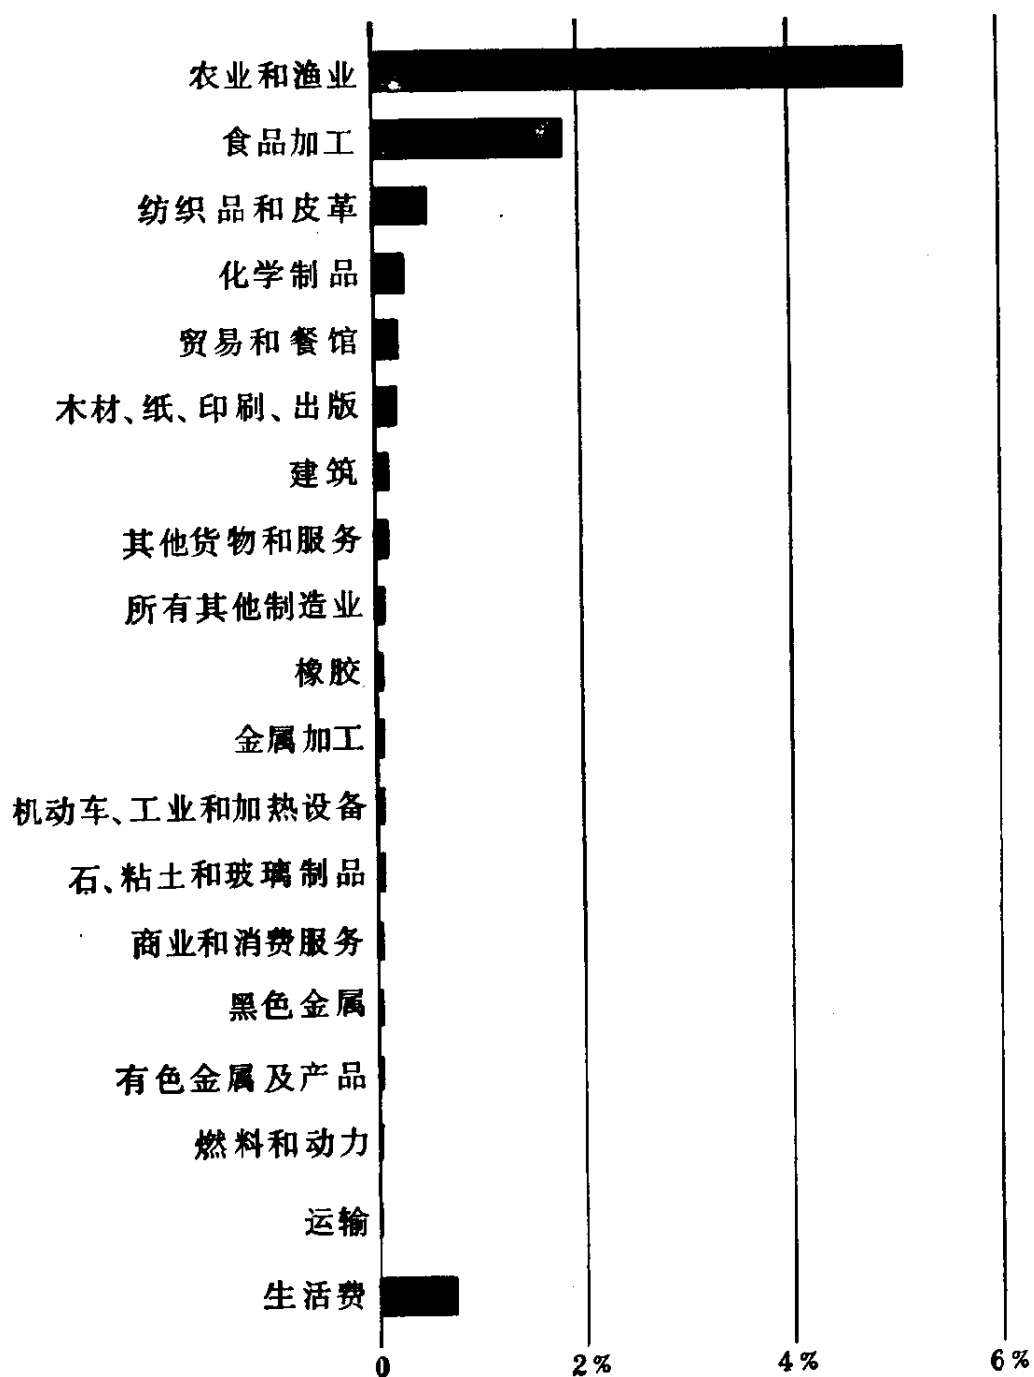 农业和渔业
食品加工
纺织品和皮革
化学制品
贸易和餐馆
木材、纸、印刷、出版
建筑
其他货物和服务
所有其他制造业
橡胶
金属加工
机动车、工业和加热设备
石、粘土和玻璃制品
商业和消费服务
黑色金属
有色金属及产品
燃料和动力
运输
生活费
0 2% 4% 6%